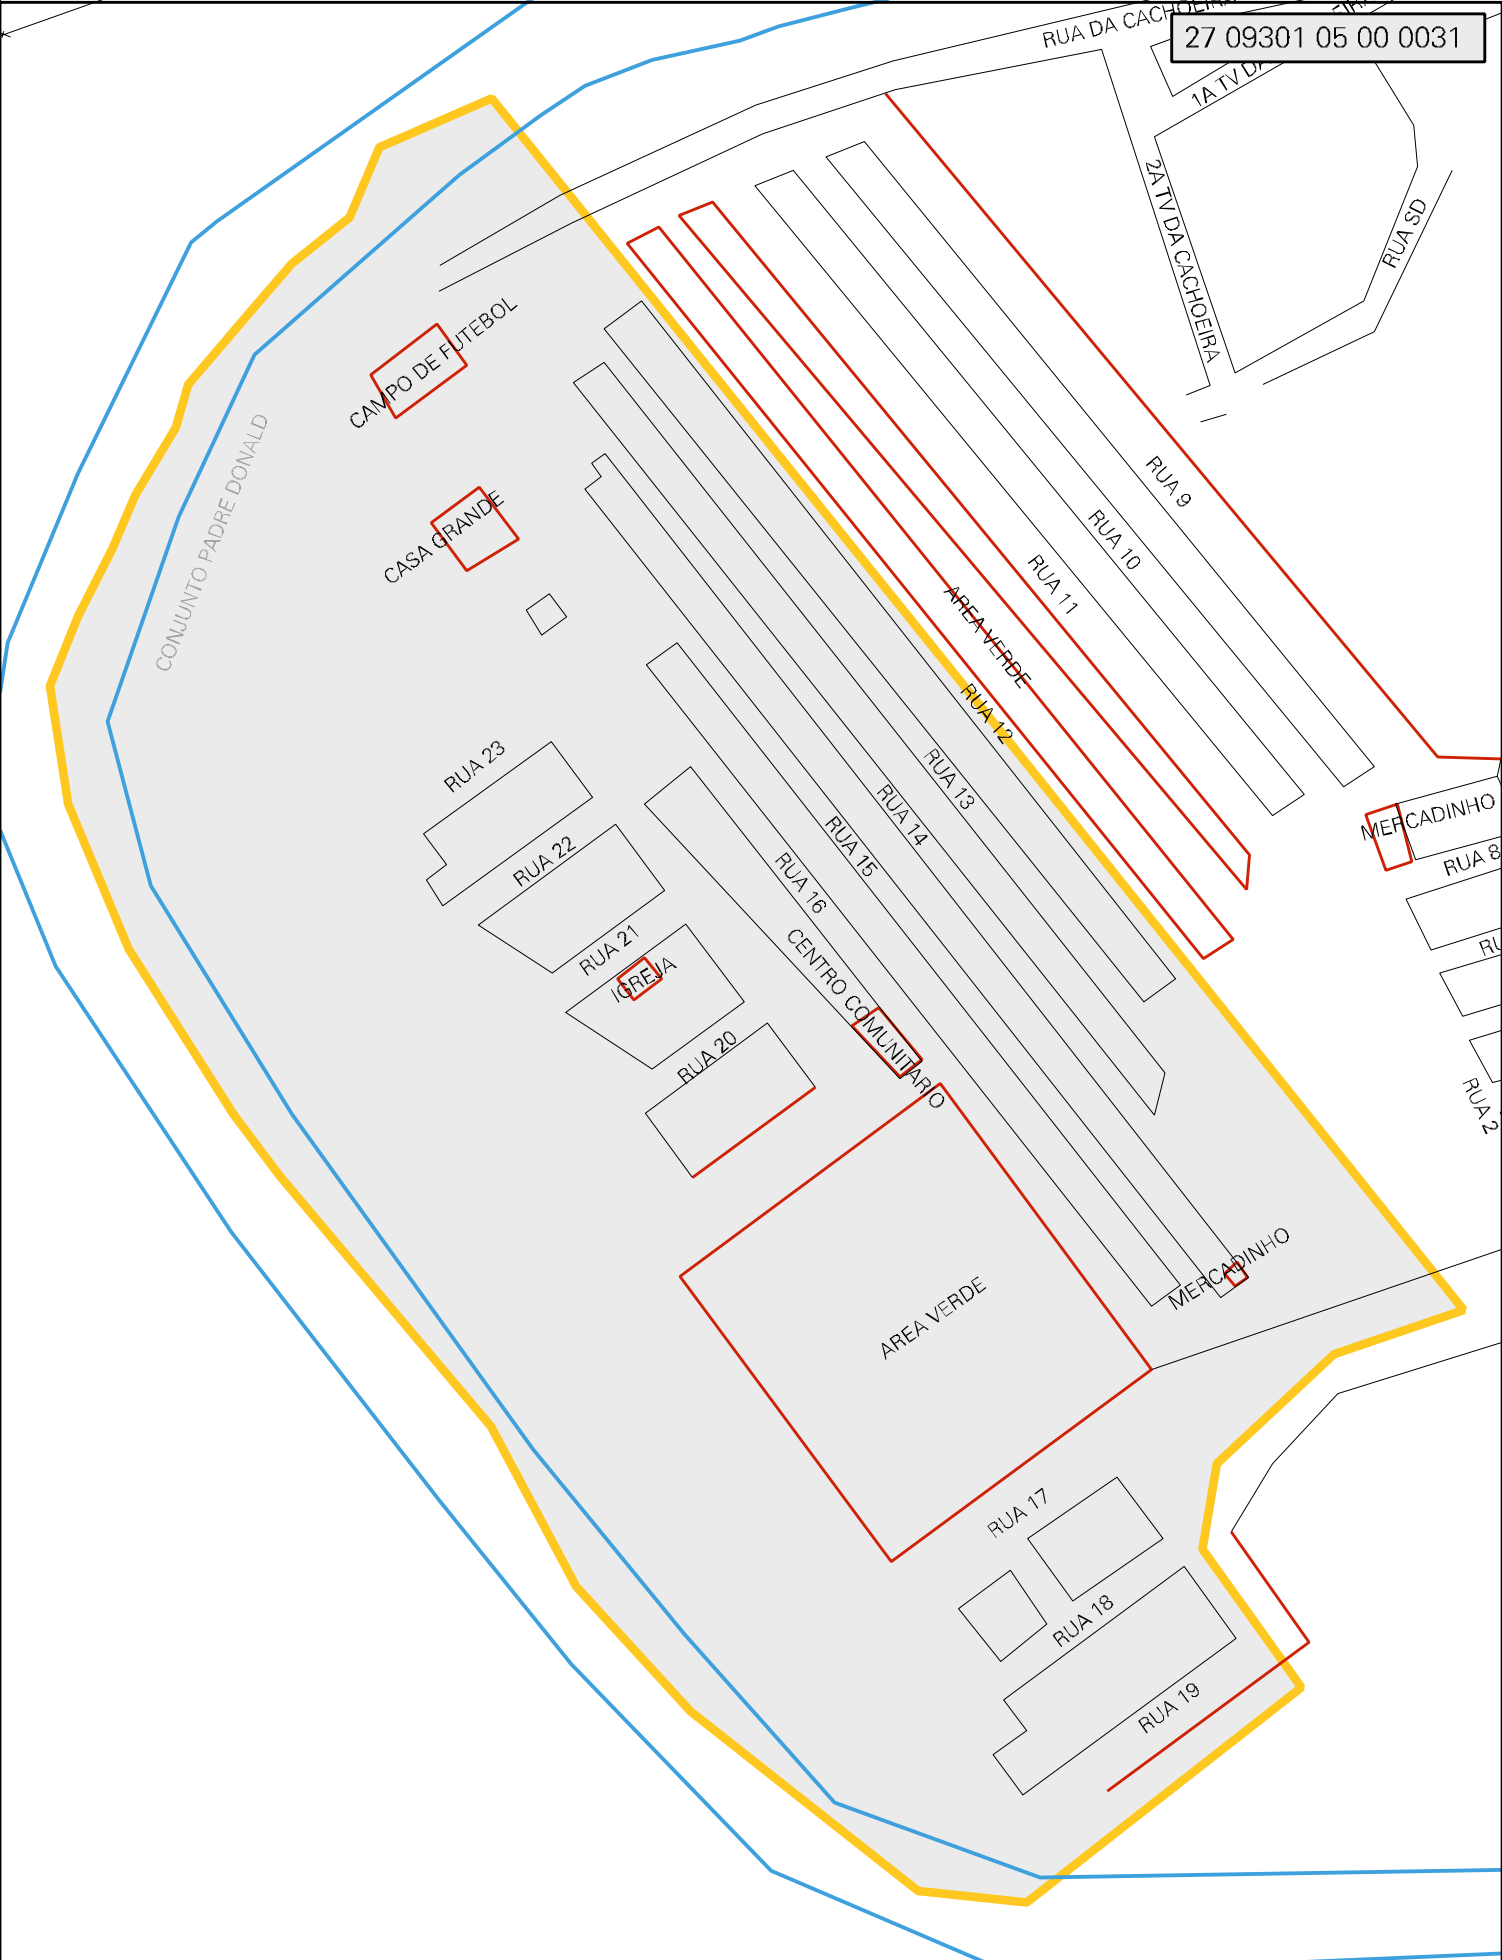 RUA DA CACHOEIRA
EIRA
27 09301 05 00 0031
1A TV DA
2A TV DA CACHOEIRA
RUA SD
CAMPO DE FUTEBOL
CONJUNTO PADRE DONALD
CASA GRANDE
RUA 9
RUA 10
RUA 11
AREA VERDE
RUA 12
RUA 13
RUA 14
RUA 15
RUA 16
RUA 23
RUA 22
RUA 21
IGREJA
RUA 20
CENTRO COMUNITARIO
MERCADINHO
RUA 8
RU
RUA 2
MERCADINHO
AREA VERDE
RUA 17
RUA 18
RUA 19